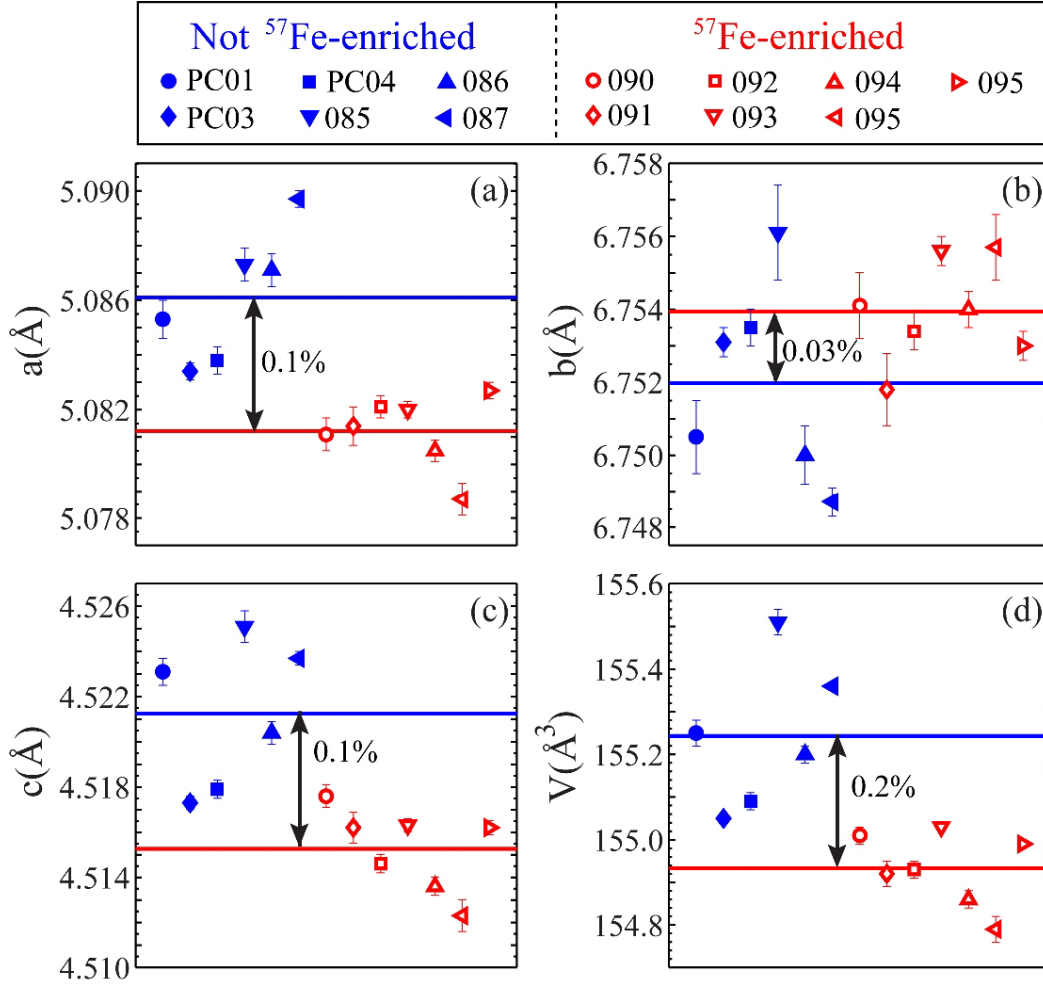 Not ⁵⁷Fe-enriched
⁵⁷Fe-enriched
PC01 PC04 086
090 092 094 095
PC03 085 087
091 093 095
(a)
a(Å)
5.090
5.086
5.082
5.078
0.1%
(b)
b(Å)
6.758
6.756
6.754
6.752
6.750
6.748
0.03%
(c)
c(Å)
4.526
4.522
4.518
4.514
4.510
0.1%
(d)
V(Å³)
155.6
155.4
155.2
155.0
154.8
0.2%